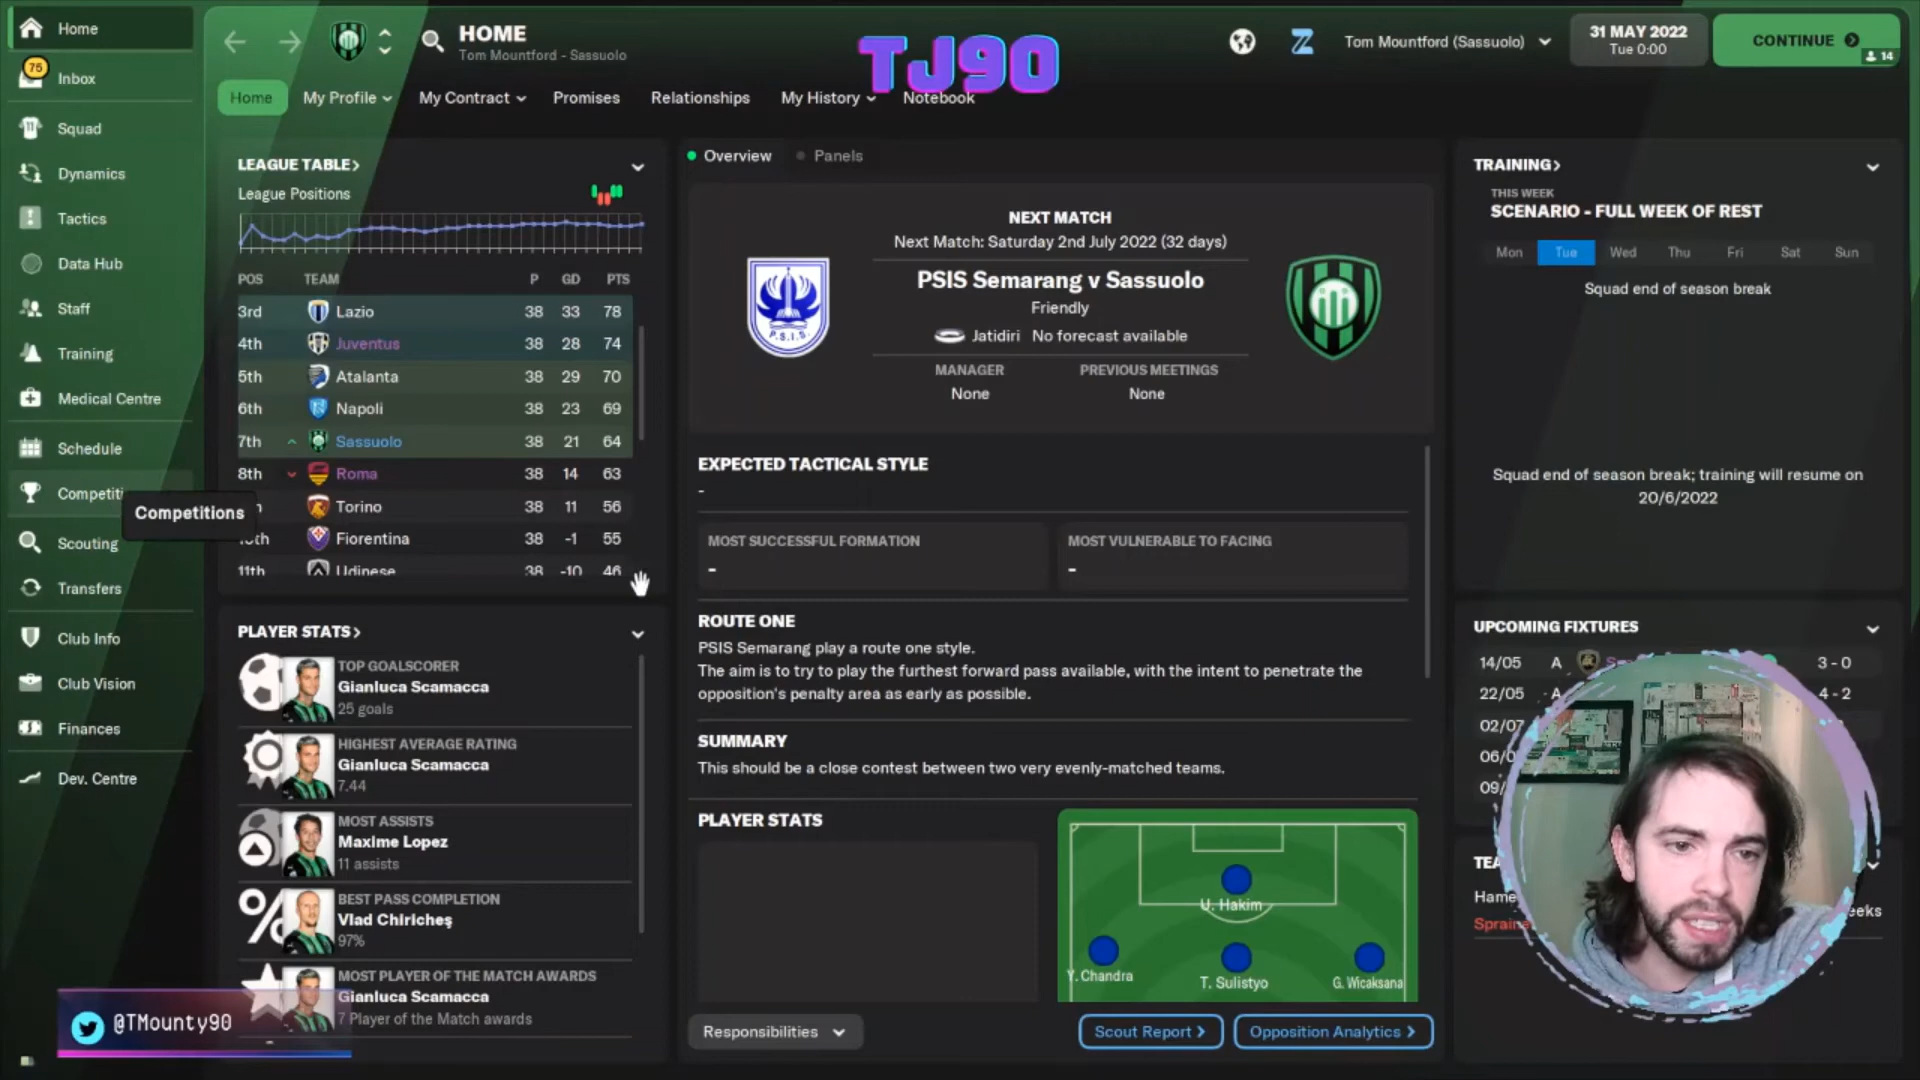 Home
75
Inbox
Squad
Dynamics
Tactics
Data Hub
Staff
Training
Medical Centre
Schedule
Competiti
Competitions
Scouting
Transfers
Club Info
Club Vision
Finances
Dev. Centre
HOME
Tom Mountford - Sassuolo
TJ90
Tom Mountford (Sassuolo)
31 MAY 2022
Tue 0:00
CONTINUE
14
Home
My Profile
My Contract
Promises
Relationships
My History
Notebook
LEAGUE TABLE>
League Positions
POS TEAM P GD PTS
3rd Lazio 38 33 78
4th Juventus 38 28 74
5th Atalanta 38 29 70
6th Napoli 38 23 69
7th Sassuolo 38 21 64
8th Roma 38 14 63
Torino 38 11 56
Fiorentina 38 -1 55
11th Udinese 38 -10 46
PLAYER STATS>
TOP GOALSCORER
Gianluca Scamacca
25 goals
HIGHEST AVERAGE RATING
Gianluca Scamacca
7.44
MOST ASSISTS
Maxime Lopez
11 assists
BEST PASS COMPLETION
Vlad Chiricheş
97%
MOST PLAYER OF THE MATCH AWARDS
Gianluca Scamacca
7 Player of the Match awards
@TMounty90
Overview
Panels
NEXT MATCH
Next Match: Saturday 2nd July 2022 (32 days)
PSIS Semarang v Sassuolo
Friendly
Jatidiri No forecast available
P.S.I.S.
MANAGER
None
PREVIOUS MEETINGS
None
EXPECTED TACTICAL STYLE
-
MOST SUCCESSFUL FORMATION
-
MOST VULNERABLE TO FACING
-
ROUTE ONE
PSIS Semarang play a route one style.
The aim is to try to play the furthest forward pass available, with the intent to penetrate the
opposition's penalty area as early as possible.
SUMMARY
This should be a close contest between two very evenly-matched teams.
PLAYER STATS
U. Hakim
Y. Chandra
T. Sulistyo
G. Wicaksana
Responsibilities
Scout Report >
Opposition Analytics >
TRAINING>
THIS WEEK
SCENARIO - FULL WEEK OF REST
Mon Tue Wed Thu Fri Sat Sun
Squad end of season break
Squad end of season break; training will resume on
20/6/2022
UPCOMING FIXTURES
14/05 A 3 - 0
22/05 A 4 - 2
02/07
06/0
09/
TEA
Hame
eeks
Spraine